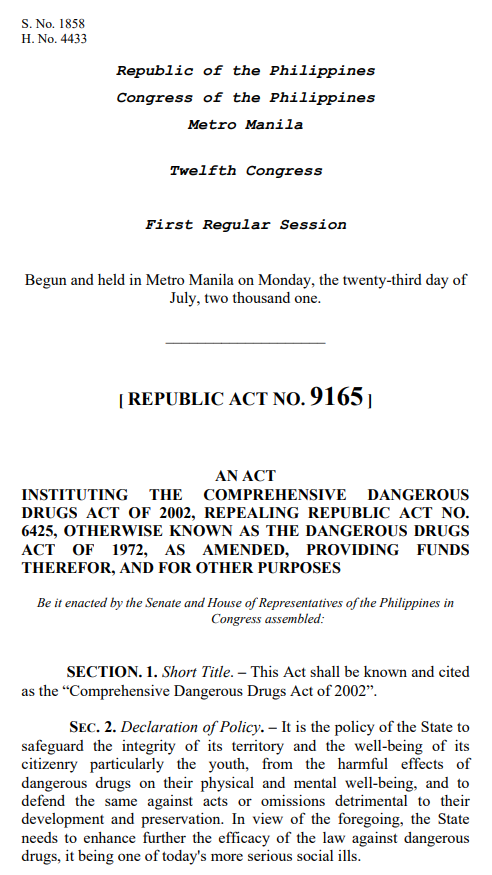 S. No. 1858
H. No. 4433
Republic of the Philippines
Congress of the Philippines
Metro Manila
Twelfth Congress
First Regular Session
Begun and held in Metro Manila on Monday, the twenty-third day of
July, two thousand one.
[ REPUBLIC ACT NO. 9165 ]
AN ACT
INSTITUTING THE COMPREHENSIVE DANGEROUS
DRUGS ACT OF 2002, REPEALING REPUBLIC ACT NO.
6425, OTHERWISE KNOWN AS THE DANGEROUS DRUGS
ACT OF 1972, AS AMENDED, PROVIDING FUNDS
THEREFOR, AND FOR OTHER PURPOSES
Be it enacted by the Senate and House of Representatives of the Philippines in
Congress assembled:
SECTION. 1. Short Title. – This Act shall be known and cited
as the “Comprehensive Dangerous Drugs Act of 2002”.
SEC. 2. Declaration of Policy. – It is the policy of the State to
safeguard the integrity of its territory and the well-being of its
citizenry particularly the youth, from the harmful effects of
dangerous drugs on their physical and mental well-being, and to
defend the same against acts or omissions detrimental to their
development and preservation. In view of the foregoing, the State
needs to enhance further the efficacy of the law against dangerous
drugs, it being one of today's more serious social ills.